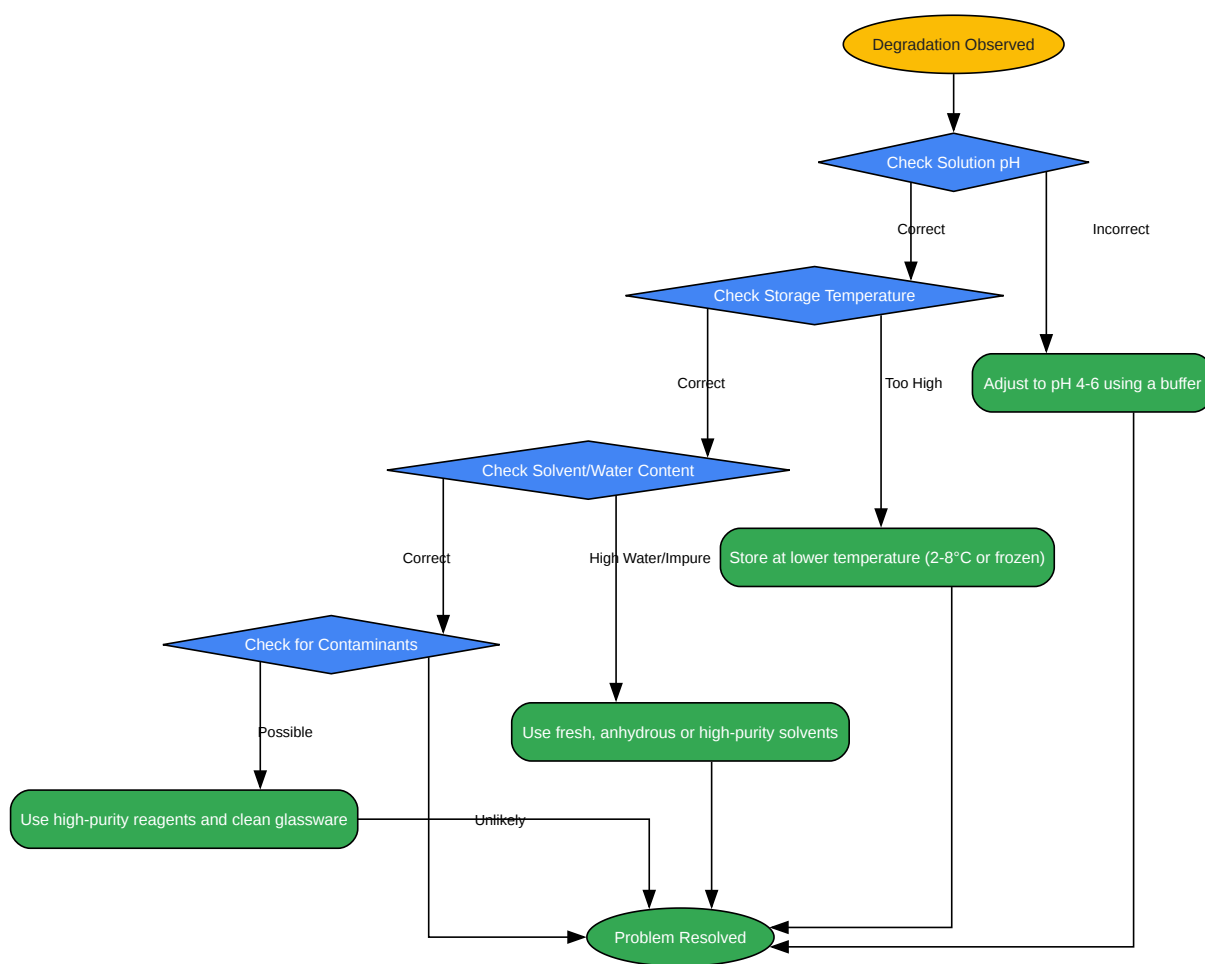 Degradation Observed
Check Solution pH
Correct
Incorrect
Check Storage Temperature
Correct
Too High
Adjust to pH 4-6 using a buffer
Check Solvent/Water Content
Correct
High Water/Impure
Store at lower temperature (2-8°C or frozen)
Check for Contaminants
Possible
Use fresh, anhydrous or high-purity solvents
Use high-purity reagents and clean glassware
Unlikely
Problem Resolved